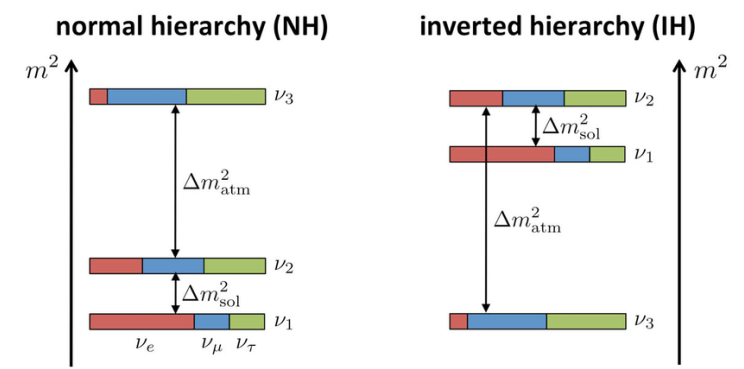 normal hierarchy (NH)
inverted hierarchy (IH)
m²
ν₃
Δm²atm
ν₂
Δm²sol
ν₁
νe νμ ντ
m²
ν₂
Δm²sol
ν₁
Δm²atm
ν₃